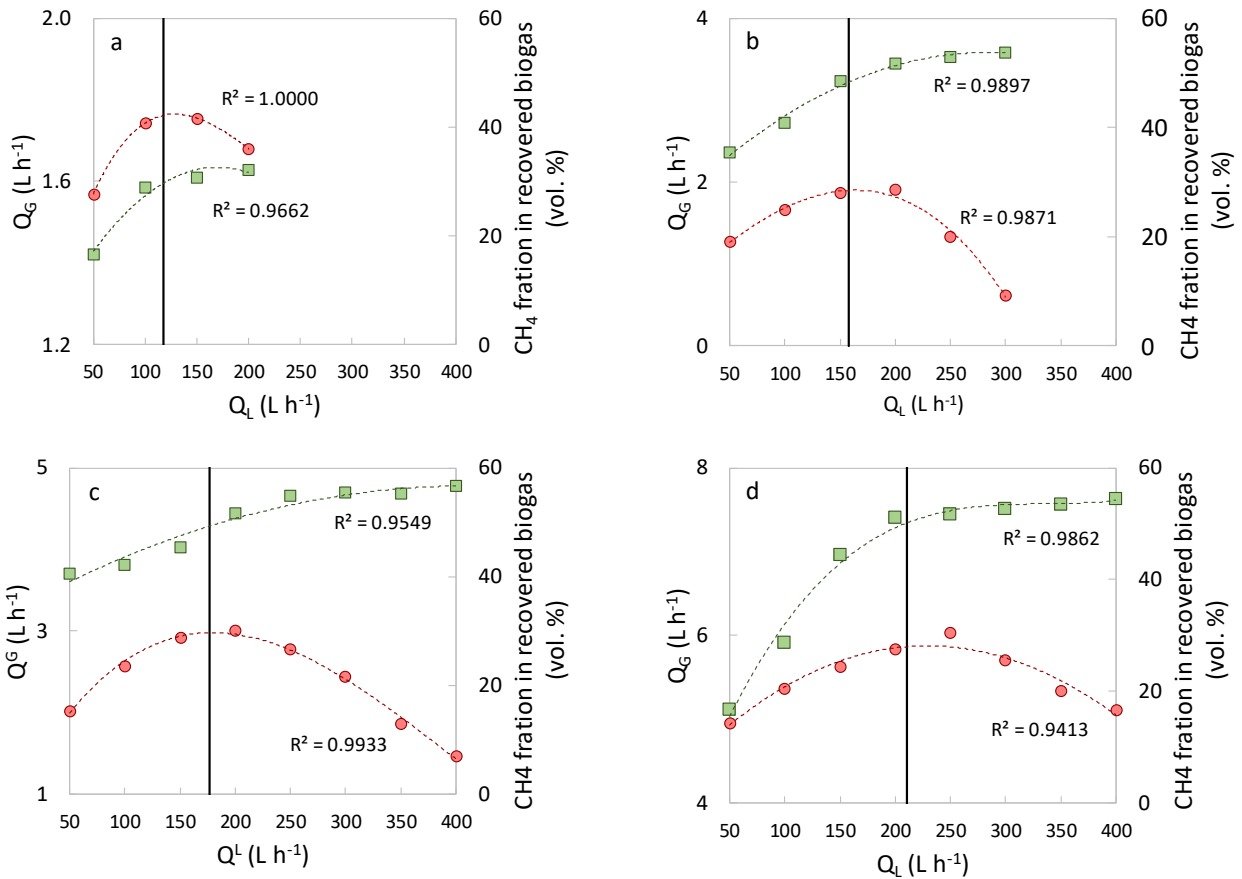 a
2.0
1.6
1.2
Q_G (L h⁻¹)
R² = 1.0000
R² = 0.9662
60
40
20
0
CH₄ fration in recovered biogas
(vol. %)
50 100 150 200 250 300 350 400
Q_L (L h⁻¹)
b
4
2
0
Q_G (L h⁻¹)
R² = 0.9897
R² = 0.9871
60
40
20
0
CH4 fration in recovered biogas
(vol. %)
50 100 150 200 250 300 350 400
Q_L (L h⁻¹)
c
5
3
1
Q^G (L h⁻¹)
R² = 0.9549
R² = 0.9933
60
40
20
0
CH4 fration in recovered biogas
(vol. %)
50 100 150 200 250 300 350 400
Q^L (L h⁻¹)
d
8
6
4
Q_G (L h⁻¹)
R² = 0.9862
R² = 0.9413
60
40
20
0
CH4 fration in recovered biogas
(vol. %)
50 100 150 200 250 300 350 400
Q_L (L h⁻¹)